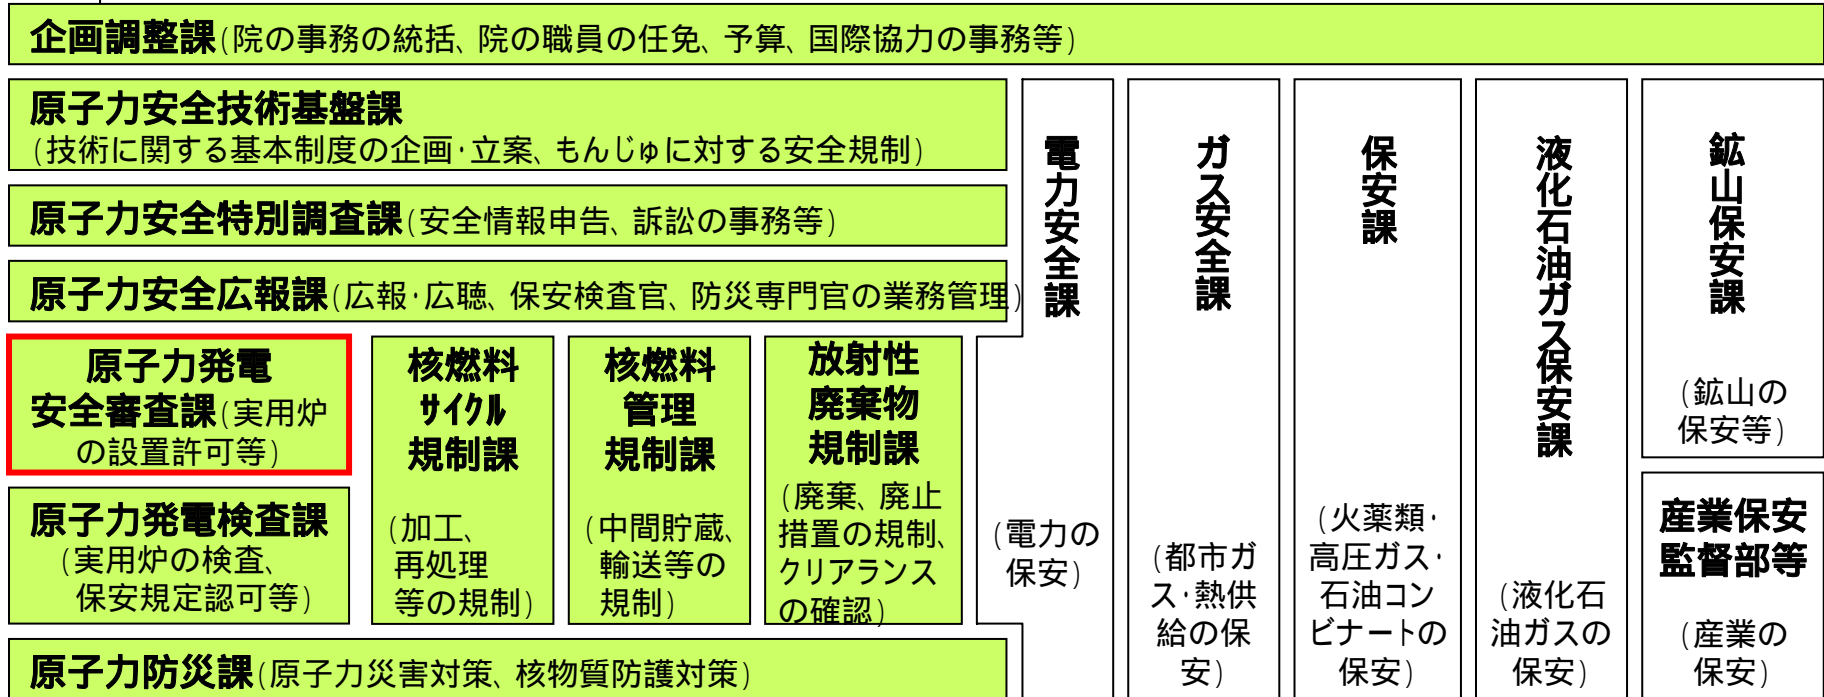 企画調整課(院の事務の統括、院の職員の任免、予算、国際協力の事務等)
原子力安全技術基盤課
(技術に関する基本制度の企画・立案、もんじゅに対する安全規制)
原子力安全特別調査課(安全情報申告、訴訟の事務等)
原子力安全広報課(広報・広聴、保安検査官、防災専門官の業務管理)
原子力発電
安全審査課(実用炉
の設置許可等)
原子力発電検査課
(実用炉の検査、
保安規定認可等)
核燃料
サイクル
規制課
(加工、
再処理
等の規制)
核燃料
管理
規制課
(中間貯蔵、
輸送等の
規制)
放射性
廃棄物
規制課
(廃棄、廃止
措置の規制、
クリアランス
の確認)
原子力防災課(原子力災害対策、核物質防護対策)
電力安全課
(電力の
保安)
ガス安全課
(都市ガ
ス・熱供
給の保
安)
保安課
(火薬類・
高圧ガス・
石油コン
ビナートの
保安)
液化石油ガス保安課
(液化石
油ガスの
保安)
鉱山保安課
(鉱山の
保安等)
産業保安
監督部等
(産業の
保安)